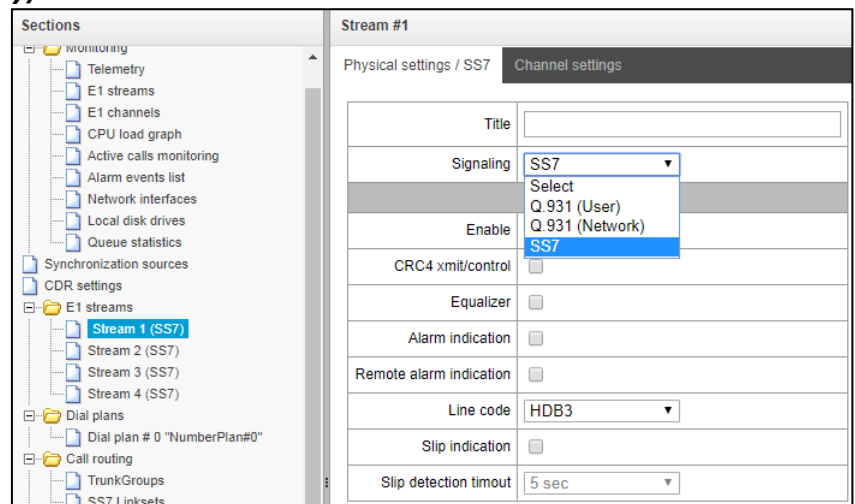 Sections
Monitoring
Telemetry
E1 streams
E1 channels
CPU load graph
Active calls monitoring
Alarm events list
Network interfaces
Local disk drives
Queue statistics
Synchronization sources
CDR settings
E1 streams
Stream 1 (SS7)
Stream 2 (SS7)
Stream 3 (SS7)
Stream 4 (SS7)
Dial plans
Dial plan # 0 "NumberPlan#0"
Call routing
TrunkGroups
SS7 Linksets
Stream #1
Physical settings / SS7 Channel settings
Title
Signaling SS7
Select
Q.931 (User)
Q.931 (Network)
SS7
Enable
CRC4 xmit/control
Equalizer
Alarm indication
Remote alarm indication
Line code HDB3
Slip indication
Slip detection timout 5 sec